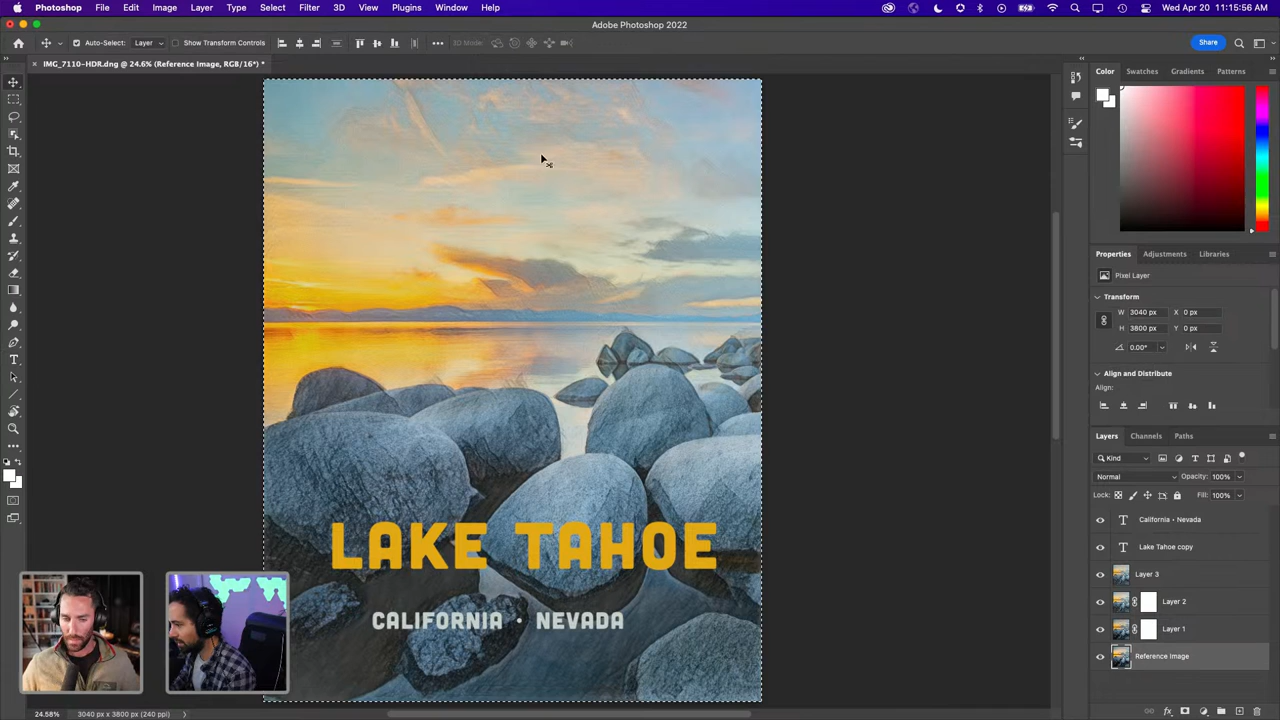 Photoshop File Edit Image Layer Type Select Filter 3D View Plugins Window Help Wed Apr 20 11:15:56 AM
Adobe Photoshop 2022
Auto-Select: Layer Show Transform Controls 3D Mode: Share
IMG_7110-HDR.dng @ 24.6% (Reference Image, RGB/16*) *
Color Swatches Gradients Patterns
Properties Adjustments Libraries
Pixel Layer
Transform
W 3040 px X 0 px
H 3800 px Y 0 px
0.00°
Align and Distribute
Align:
Layers Channels Paths
Kind
Normal Opacity: 100%
Lock: Fill: 100%
California • Nevada
Lake Tahoe copy
Layer 3
Layer 2
Layer 1
Reference Image
LAKE TAHOE
CALIFORNIA • NEVADA
24.58% 3040 px x 3800 px (240 ppi)